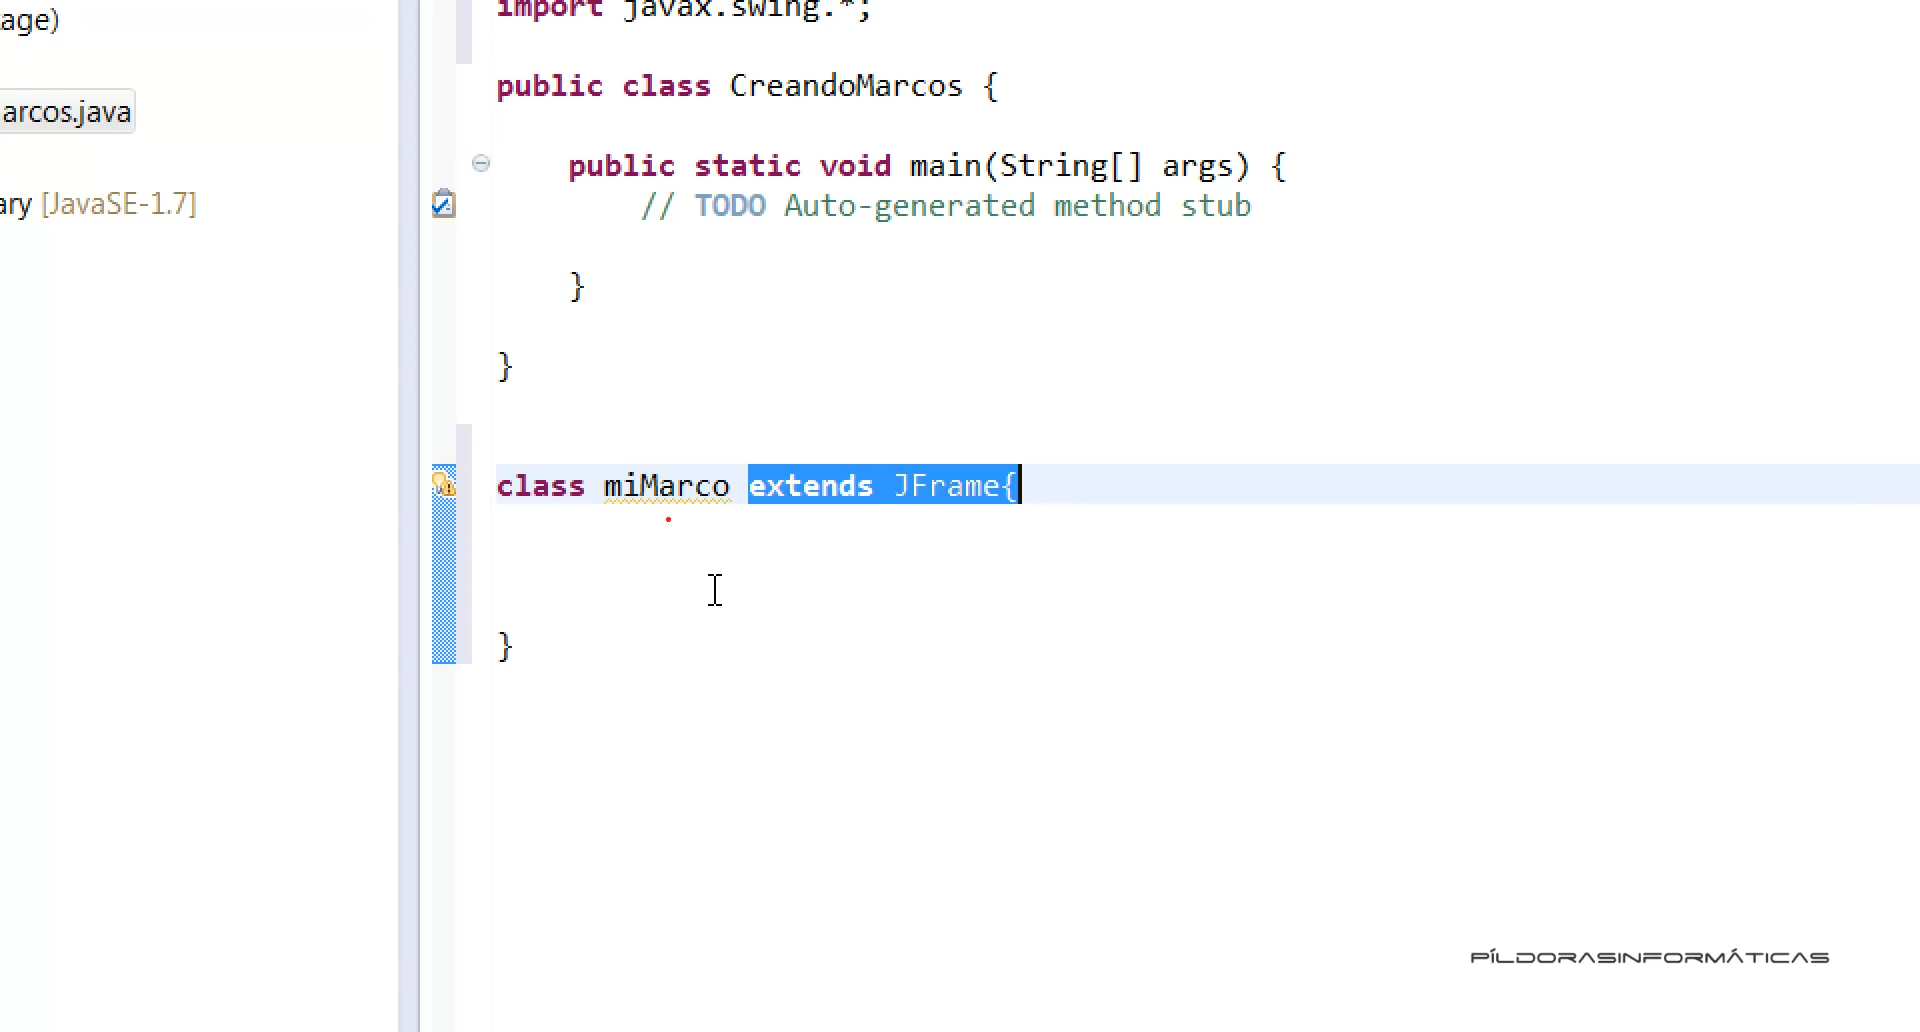 tage)
arcos.java
ary [JavaSE-1.7]
import javax.swing.*;
public class CreandoMarcos {
public static void main(String[] args) {
// TODO Auto-generated method stub
}
}
class miMarco extends JFrame{
}
PÍLDORASINFORMÁTICAS